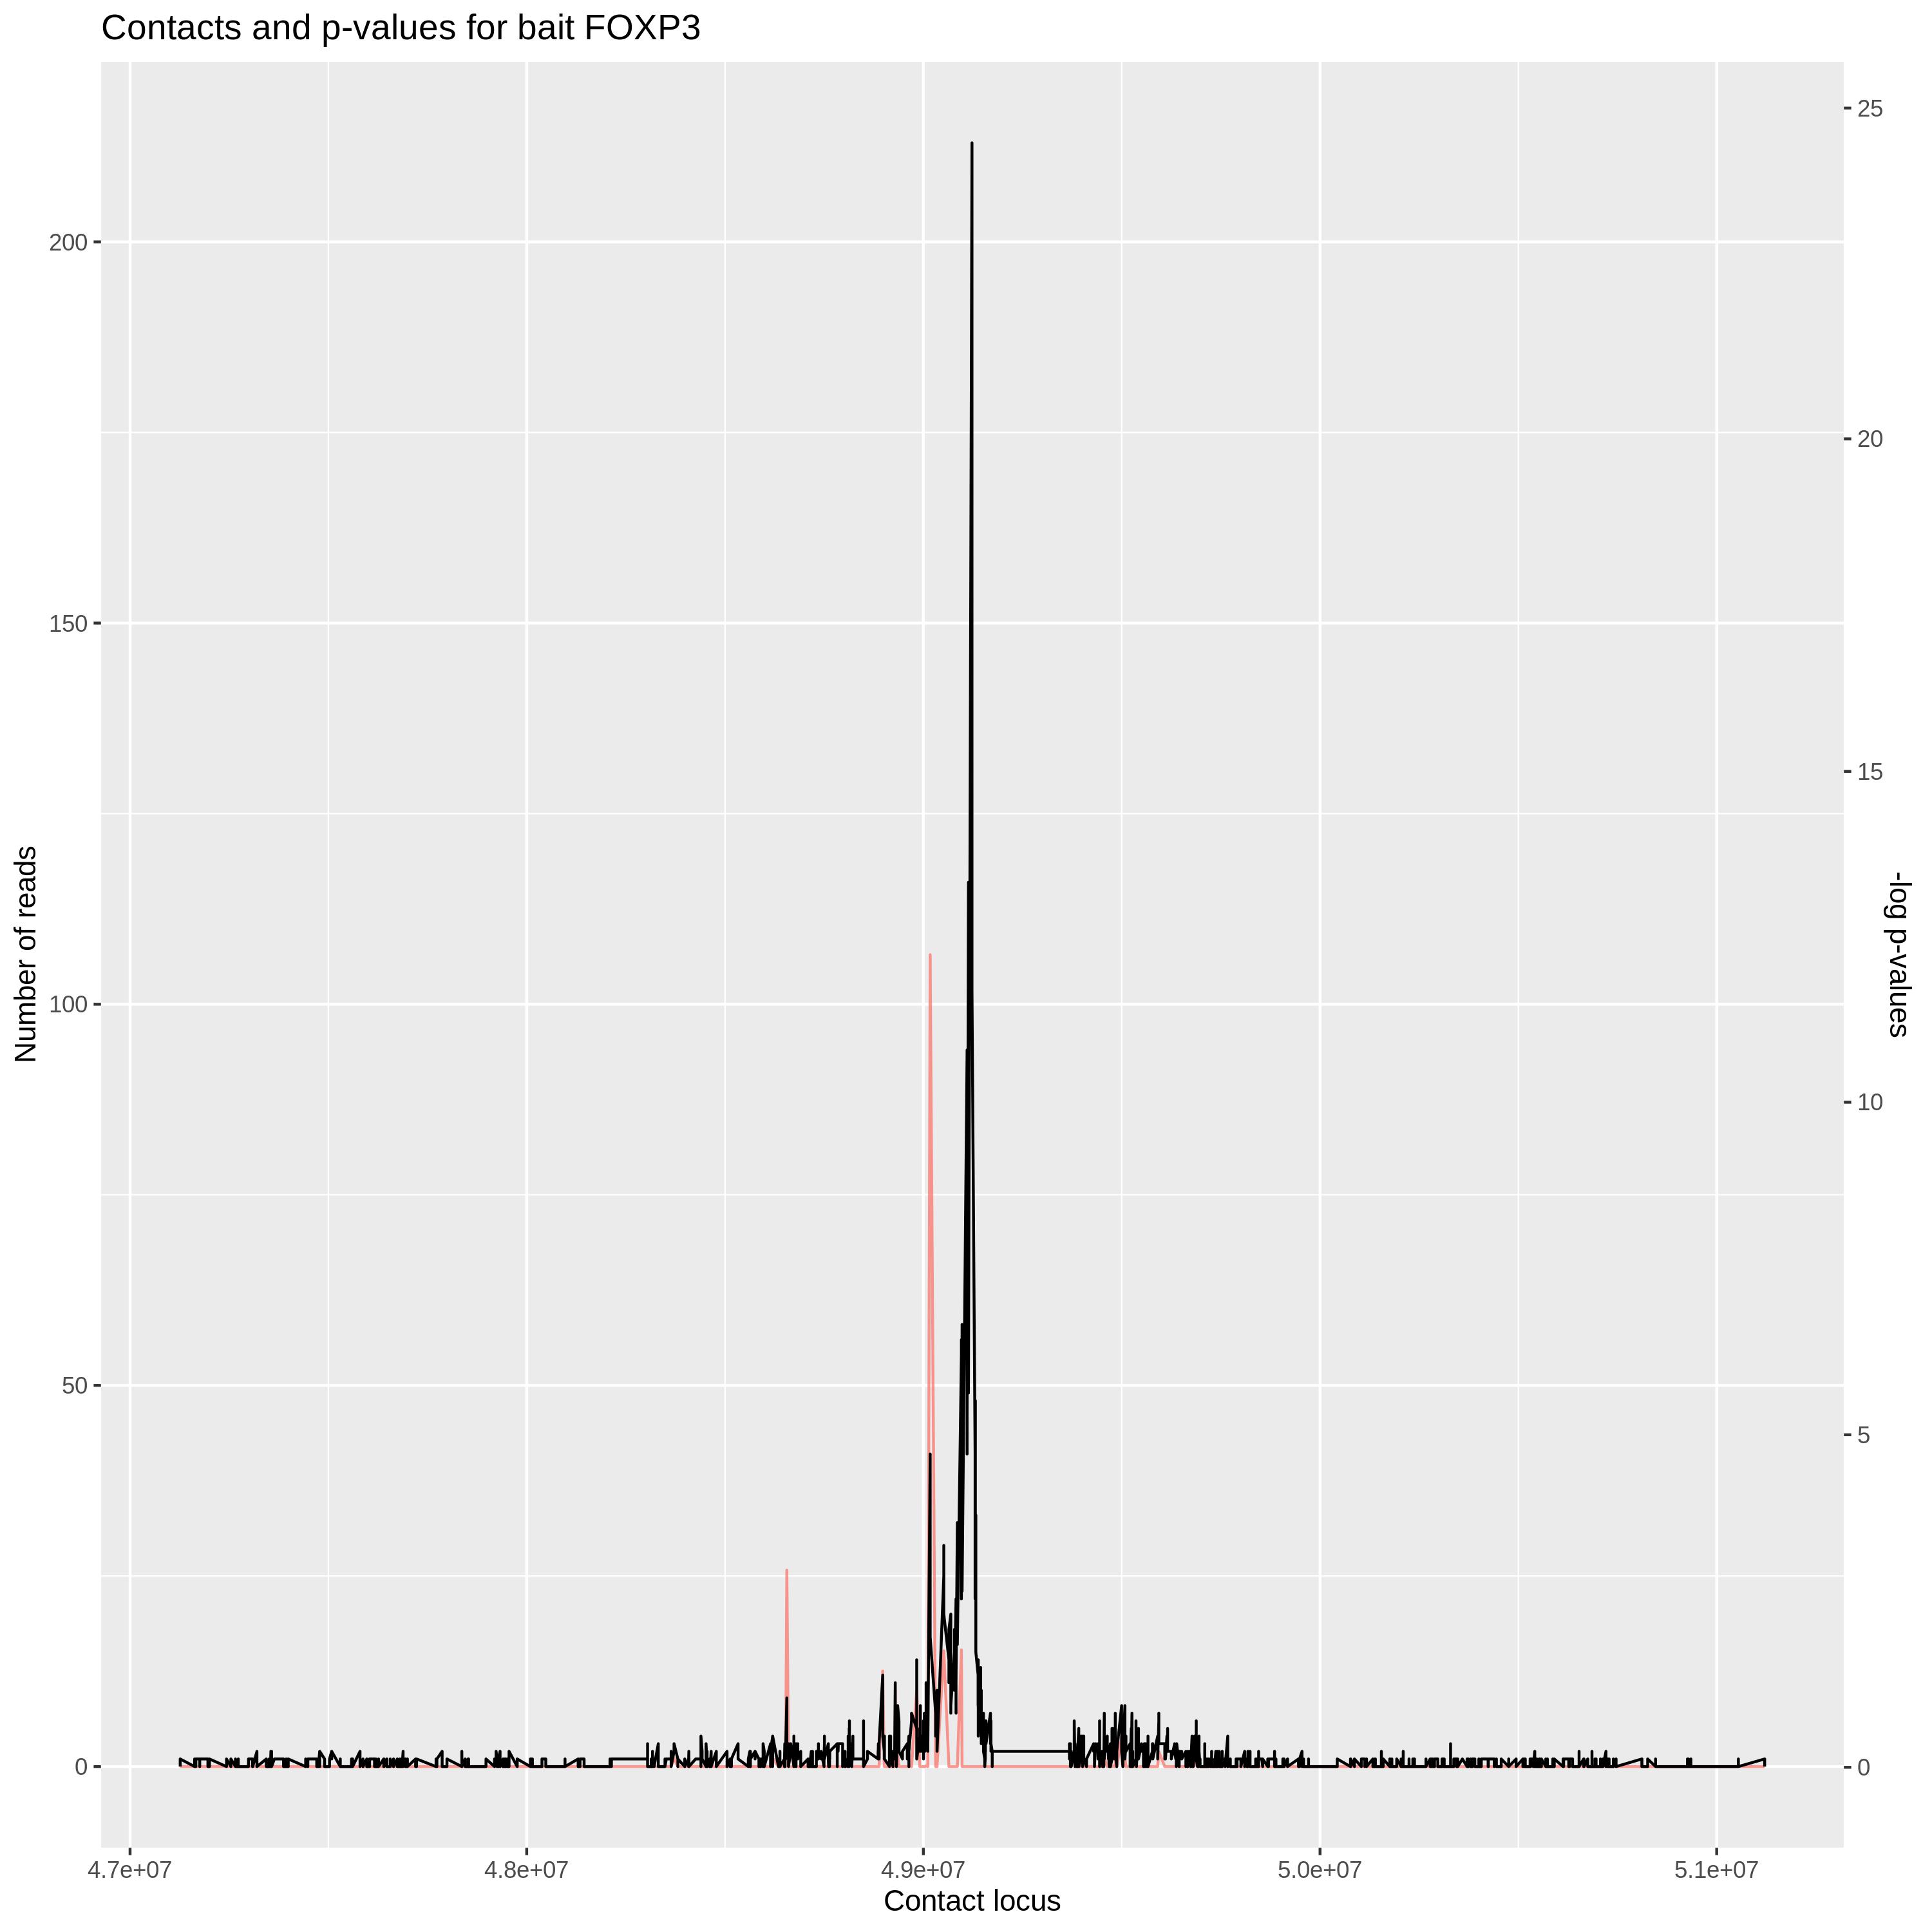 Contacts and p-values for bait FOXP3
Number of reads
200
150
100
50
0
25
20
15
10
5
0
-log p-values
4.7e+07 4.8e+07 4.9e+07 5.0e+07 5.1e+07
Contact locus